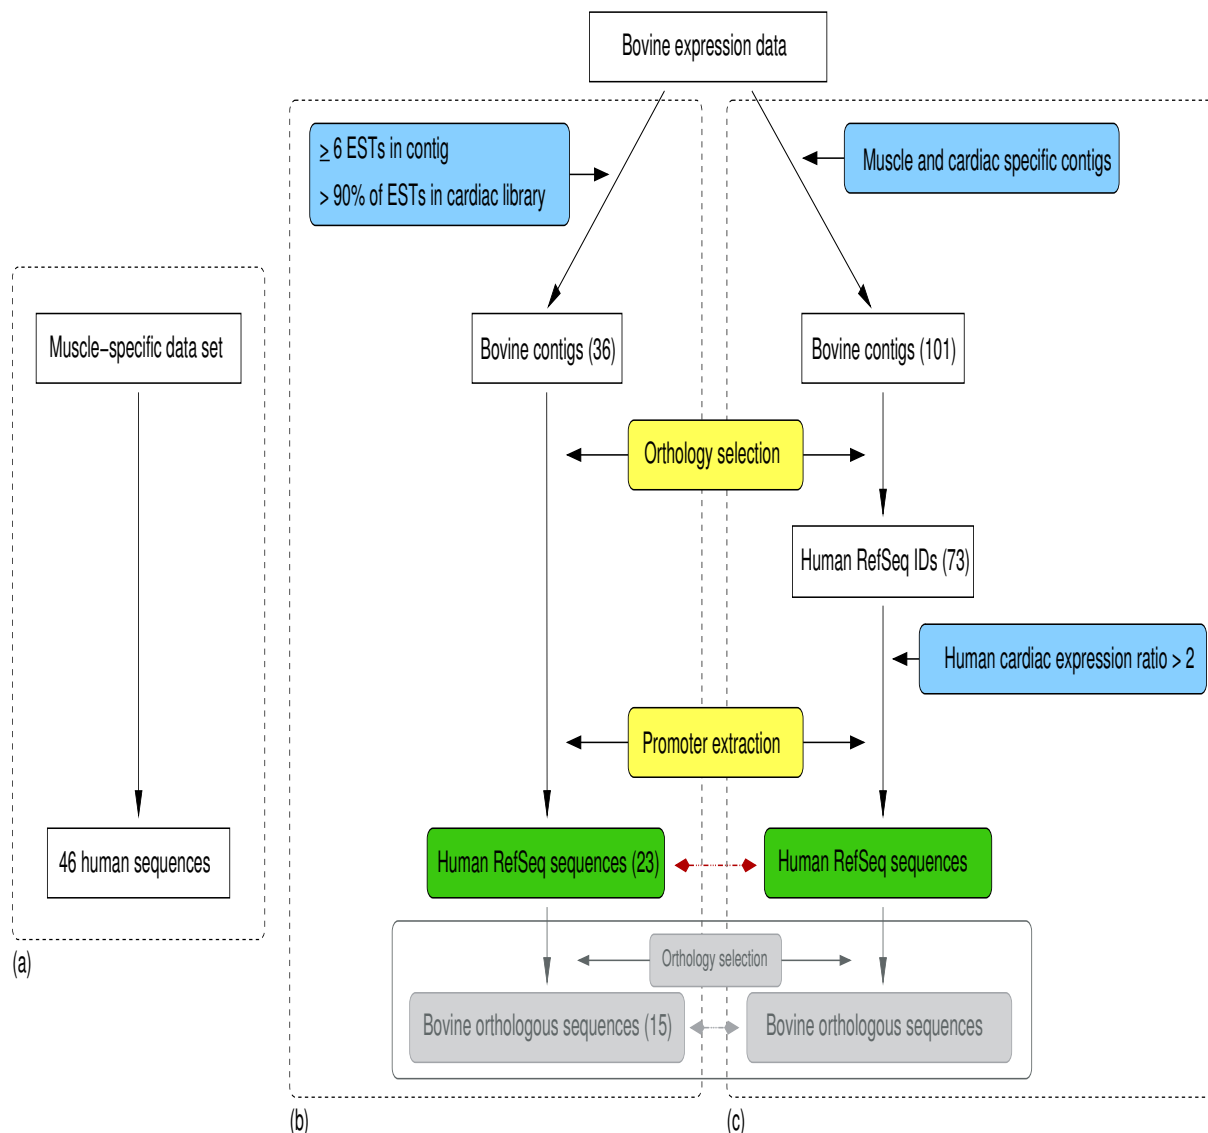 Bovine expression data
≥ 6 ESTs in contig
> 90% of ESTs in cardiac library
Muscle and cardiac specific contigs
Muscle−specific data set
Bovine contigs (36)
Bovine contigs (101)
Orthology selection
Human RefSeq IDs (73)
Human cardiac expression ratio > 2
Promoter extraction
46 human sequences
Human RefSeq sequences (23)
Human RefSeq sequences
(a)
Orthology selection
Bovine orthologous sequences (15)
Bovine orthologous sequences
(b)
(c)